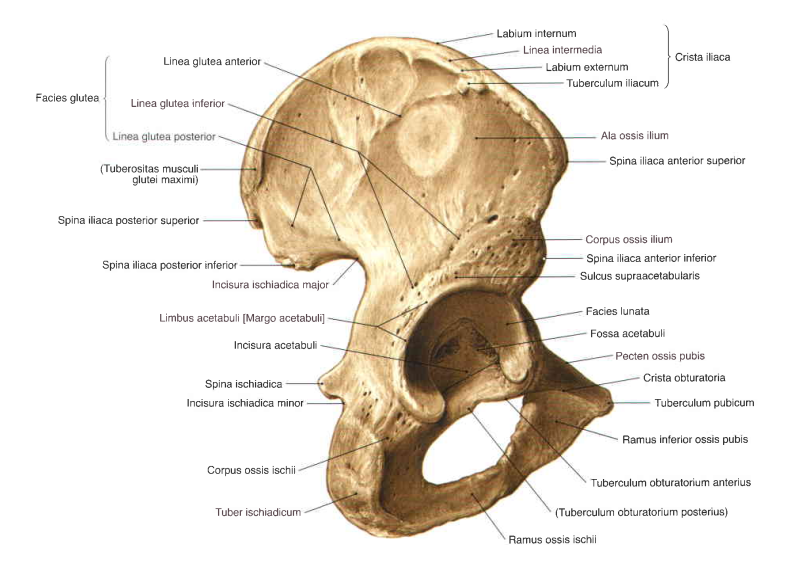 Labium internum
Linea intermedia
Labium externum
Tuberculum iliacum
Crista iliaca
Linea glutea anterior
Facies glutea
Linea glutea inferior
Linea glutea posterior
(Tuberositas musculi
glutei maximi)
Spina iliaca posterior superior
Spina iliaca posterior inferior
Incisura ischiadica major
Limbus acetabuli [Margo acetabuli]
Incisura acetabuli
Spina ischiadica
Incisura ischiadica minor
Corpus ossis ischii
Tuber ischiadicum
Ala ossis ilium
Spina iliaca anterior superior
Corpus ossis ilium
Spina iliaca anterior inferior
Sulcus supraacetabularis
Facies lunata
Fossa acetabuli
Pecten ossis pubis
Crista obturatoria
Tuberculum pubicum
Ramus inferior ossis pubis
Tuberculum obturatorium anterius
(Tuberculum obturatorium posterius)
Ramus ossis ischii